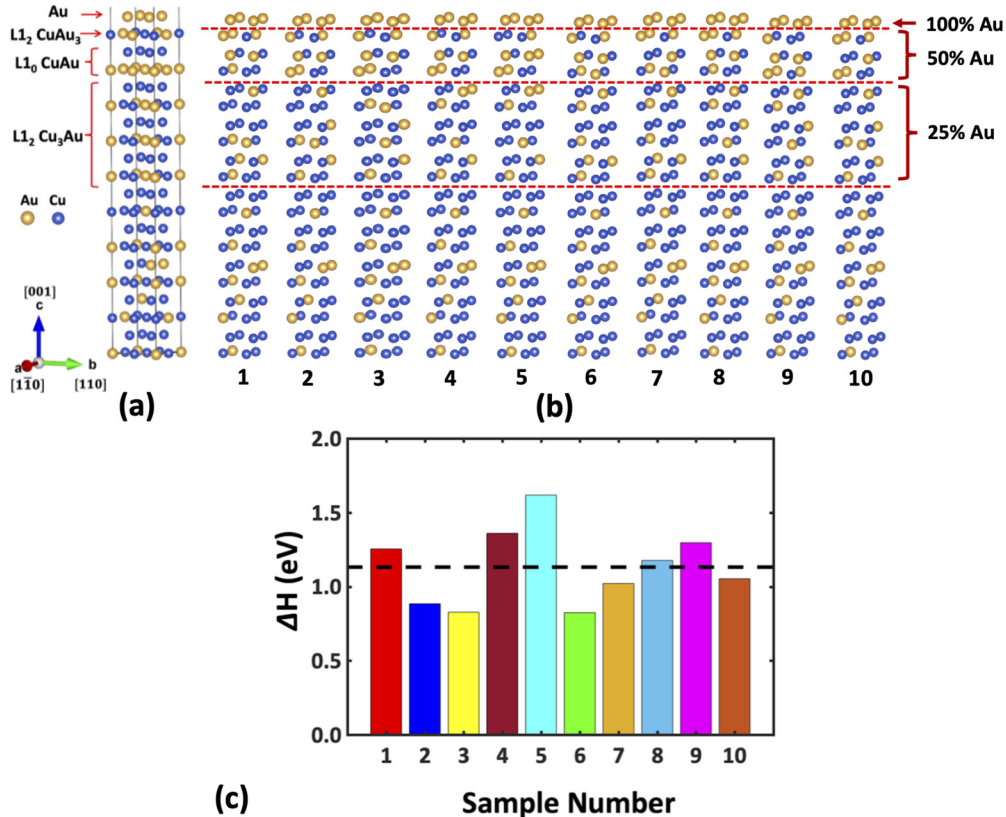 Au
L1₂ CuAu₃
L1₀ CuAu
L1₂ Cu₃Au
Au Cu
[001]
c
a
b
[11̅0]
[110]
(a)
100% Au
50% Au
25% Au
1 2 3 4 5 6 7 8 9 10
(b)
2.0
1.5
1.0
0.5
0.0
ΔH (eV)
1 2 3 4 5 6 7 8 9 10
Sample Number
(c)